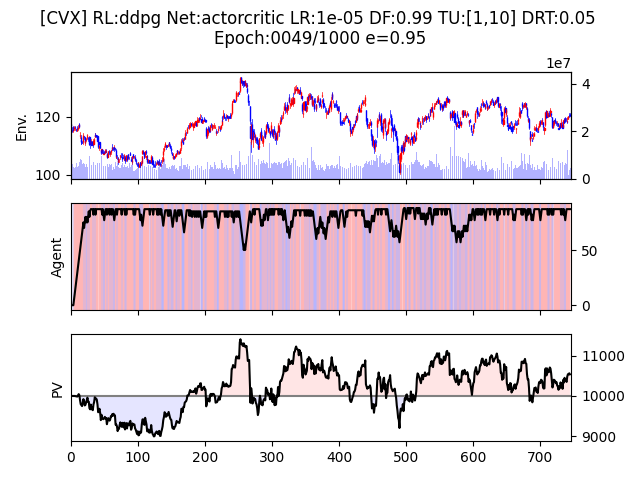 [CVX] RL:ddpg Net:actorcritic LR:1e-05 DF:0.99 TU:[1,10] DRT:0.05
Epoch:0049/1000 e=0.95
1e7
Env.
120
100
4
2
0
Agent
50
0
PV
11000
10000
9000
0 100 200 300 400 500 600 700